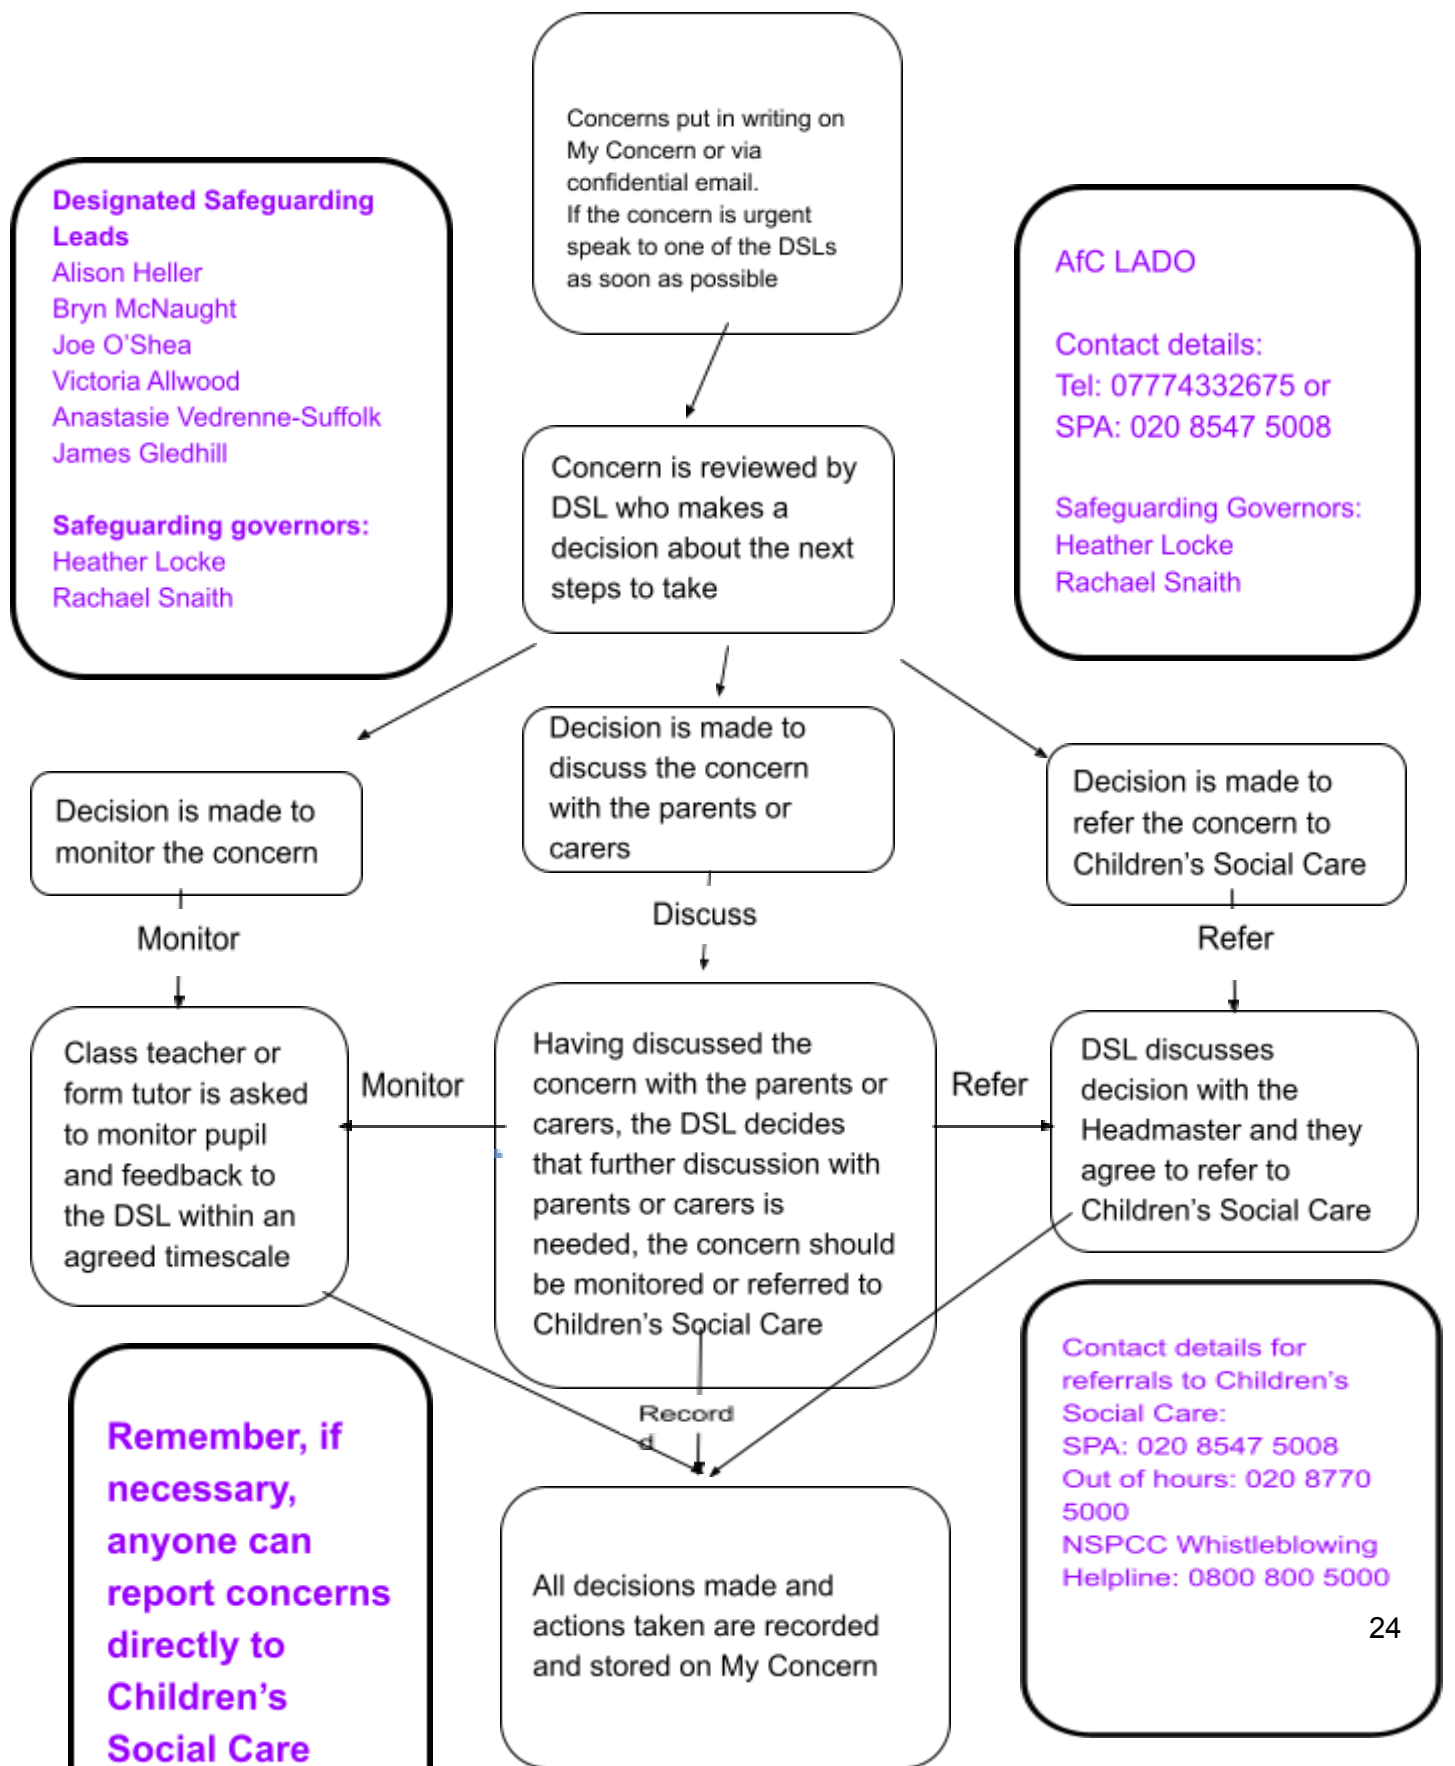 Concerns put in writing on
My Concern or via
confidential email.
If the concern is urgent
speak to one of the DSLs
as soon as possible
Designated Safeguarding
Leads
Alison Heller
Bryn McNaught
Joe O’Shea
Victoria Allwood
Anastasie Vedrenne-Suffolk
James Gledhill
Safeguarding governors:
Heather Locke
Rachael Snaith
AfC LADO
Contact details:
Tel: 07774332675 or
SPA: 020 8547 5008
Safeguarding Governors:
Heather Locke
Rachael Snaith
Concern is reviewed by
DSL who makes a
decision about the next
steps to take
Decision is made to
monitor the concern
Decision is made to
discuss the concern
with the parents or
carers
Decision is made to
refer the concern to
Children’s Social Care
Monitor
Discuss
Refer
Class teacher or
form tutor is asked
to monitor pupil
and feedback to
the DSL within an
agreed timescale
Monitor
Having discussed the
concern with the parents or
carers, the DSL decides
that further discussion with
parents or carers is
needed, the concern should
be monitored or referred to
Children’s Social Care
Refer
DSL discusses
decision with the
Headmaster and they
agree to refer to
Children’s Social Care
Record
d
Remember, if
necessary,
anyone can
report concerns
directly to
Children’s
Social Care
All decisions made and
actions taken are recorded
and stored on My Concern
Contact details for
referrals to Children’s
Social Care:
SPA: 020 8547 5008
Out of hours: 020 8770
5000
NSPCC Whistleblowing
Helpline: 0800 800 5000
24